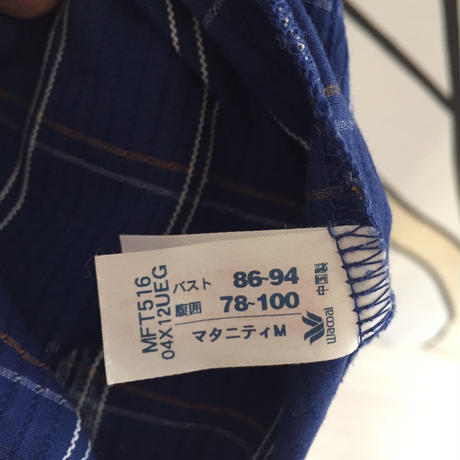 MFT516
04X12UEG
バスト 86-94
腹囲 78~100
マタニティM
Wacoal
中国製